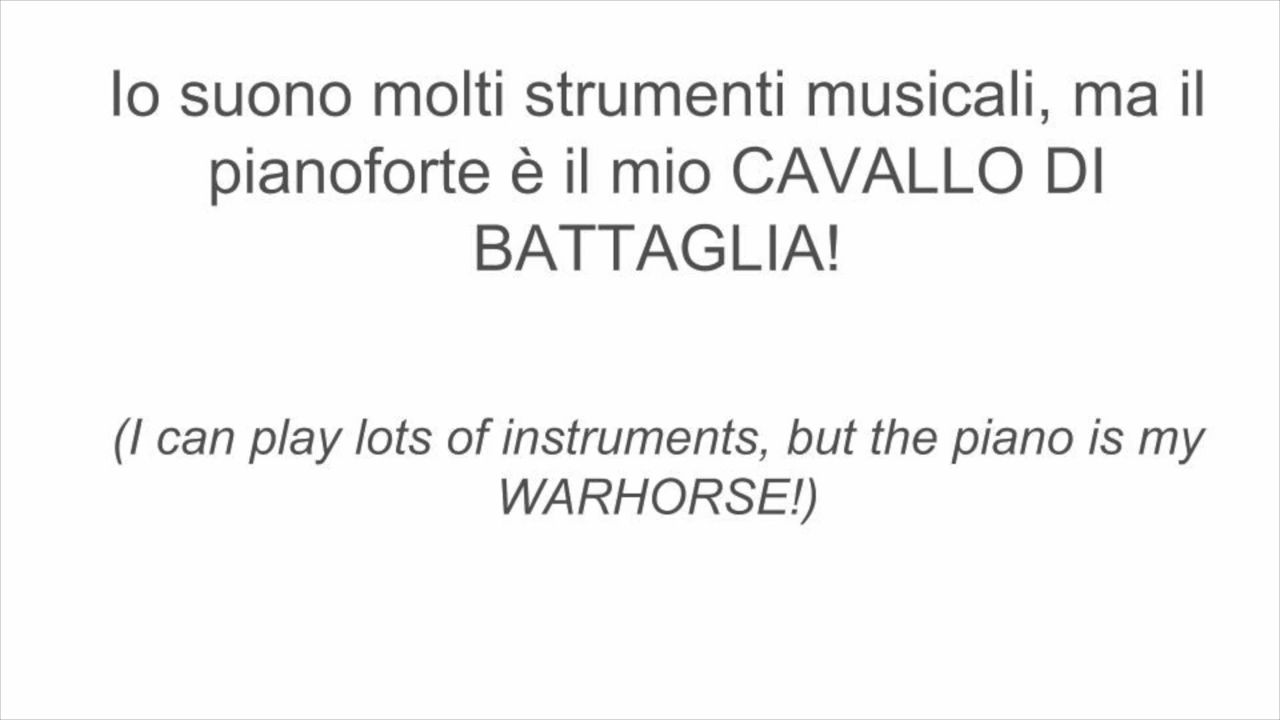 Io suono molti strumenti musicali, ma il
pianoforte è il mio CAVALLO DI
BATTAGLIA!
(I can play lots of instruments, but the piano is my
WARHORSE!)